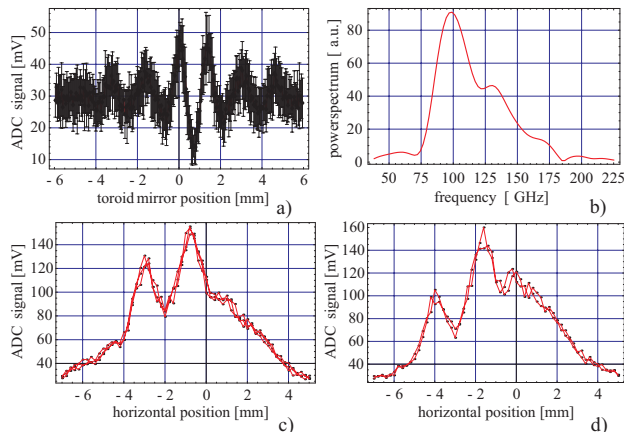 50
40
30
20
10
ADC signal [mV]
- 6 - 4 - 2 0 2 4 6
toroid mirror position [mm]
a)
80
60
40
20
0
powerspectrum [ a.u.]
50 75 100 125 150 175 200 225
frequency [ GHz]
b)
140
120
100
80
60
40
ADC signal [mV]
- 6 - 4 - 2 0 2 4
horizontal position [mm]
c)
160
140
120
100
80
60
40
ADC signal [mV]
- 6 - 4 - 2 0 2 4
horizontal position [mm]
d)